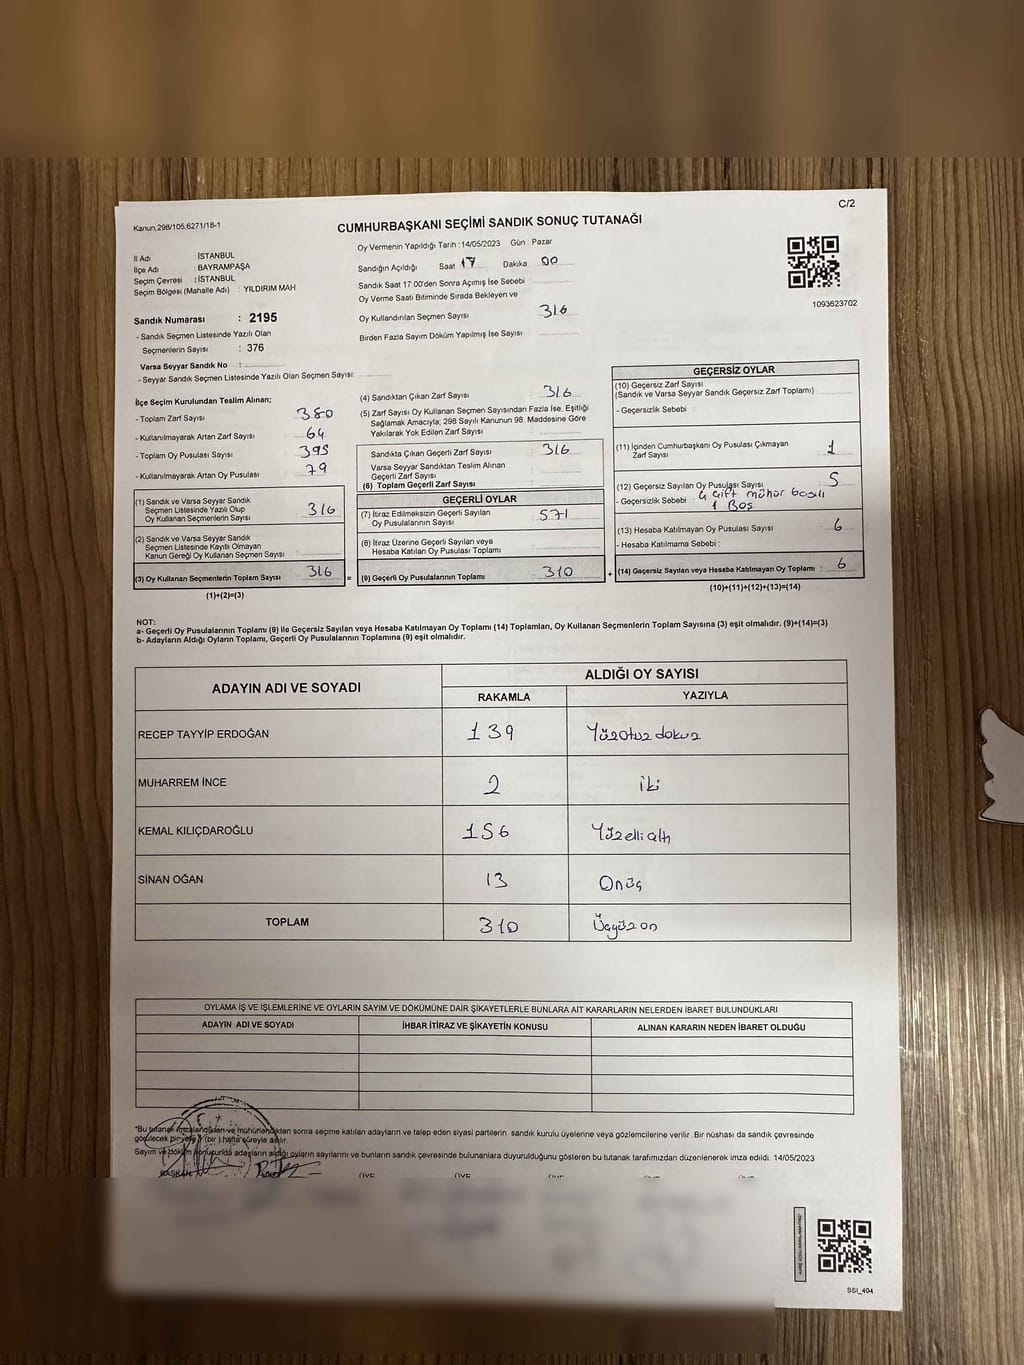 C/2
Kanun,298/105,6271/18-1
CUMHURBAŞKANI SEÇİMİ SANDIK SONUÇ TUTANAĞI
İl Adı : İSTANBUL
İlçe Adı : BAYRAMPAŞA
Seçim Çevresi : İSTANBUL
Seçim Bölgesi (Mahalle Adı) : YILDIRIM MAH
Sandık Numarası : 2195
- Sandık Seçmen Listesinde Yazılı Olan
Seçmenlerin Sayısı : 376
Varsa Seyyar Sandık No :
- Seyyar Sandık Seçmen Listesinde Yazılı Olan Seçmen Sayısı:
Oy Vermenin Yapıldığı Tarih :14/05/2023 Gün : Pazar
Sandığın Açıldığı Saat 17 Dakika 00
Sandık Saat 17:00'den Sonra Açımış İse Sebebi
Oy Verme Saati Bitiminde Sırada Bekleyen ve
Oy Kullandırılan Seçmen Sayısı 316
Birden Fazla Sayım Döküm Yapılmış İse Sayısı
1093623702
İlçe Seçim Kurulundan Teslim Alınan;
- Toplam Zarf Sayısı 380
- Kullanılmayarak Artan Zarf Sayısı 64
- Toplam Oy Pusulası Sayısı 395
- Kullanılmayarak Artan Oy Pusulası 79
(1) Sandık ve Varsa Seyyar Sandık
Seçmen Listesinde Yazılı Olup
Oy Kullanan Seçmenlerin Sayısı 316
(2) Sandık ve Varsa Seyyar Sandık
Seçmen Listesinde Kayıtlı Olmayan
Kanun Gereği Oy Kullanan Seçmen Sayısı
(3) Oy Kullanan Seçmenlerin Toplam Sayısı 316
(1)+(2)=(3)
(4) Sandıktan Çıkan Zarf Sayısı 316
(5) Zarf Sayısı Oy Kullanan Seçmen Sayısından Fazla İse, Eşitliği
Sağlamak Amacıyla; 298 Sayılı Kanunun 98. Maddesine Göre
Yakılarak Yok Edilen Zarf Sayısı
Sandıkta Çıkan Geçerli Zarf Sayısı 316
Varsa Seyyar Sandıktan Teslim Alınan
Geçerli Zarf Sayısı
(6) Toplam Geçerli Zarf Sayısı
GEÇERLİ OYLAR
(7) İtiraz Edilmeksizin Geçerli Sayılan
Oy Pusulalarının Sayısı 571
(8) İtiraz Üzerine Geçerli Sayılan veya
Hesaba Katılan Oy Pusulası Toplamı
= (9) Geçerli Oy Pusulalarının Toplamı 310
GEÇERSİZ OYLAR
(10) Geçersiz Zarf Sayısı
(Sandık ve Varsa Seyyar Sandık Geçersiz Zarf Toplamı)
- Geçersizlik Sebebi
(11) İçinden Cumhurbaşkanı Oy Pusulası Çıkmayan
Zarf Sayısı 1
(12) Geçersiz Sayılan Oy Pusulası Sayısı 5
- Geçersizlik Sebebi : 4 çift mühür basılı
1 Boş
(13) Hesaba Katılmayan Oy Pusulası Sayısı 6
- Hesaba Katılmama Sebebi :
+ (14) Geçersiz Sayılan veya Hesaba Katılmayan Oy Toplamı : 6
(10)+(11)+(12)+(13)=(14)
NOT:
a- Geçerli Oy Pusulalarının Toplamı (9) ile Geçersiz Sayılan veya Hesaba Katılmayan Oy Toplamı (14) Toplamları, Oy Kullanan Seçmenlerin Toplam Sayısına (3) eşit olmalıdır. (9)+(14)=(3)
b- Adayların Aldığı Oyların Toplamı, Geçerli Oy Pusulalarının Toplamına (9) eşit olmalıdır.
ADAYIN ADI VE SOYADI ALDIĞI OY SAYISI
RAKAMLA YAZIYLA
RECEP TAYYİP ERDOĞAN 139 Yüzotuzdokuz
MUHARREM İNCE 2 iki
KEMAL KILIÇDAROĞLU 156 Yüzellialtı
SİNAN OĞAN 13 Onüç
TOPLAM 310 Üçyüzon
OYLAMA İŞ VE İŞLEMLERİNE VE OYLARIN SAYIM VE DÖKÜMÜNE DAİR ŞİKAYETLERLE BUNLARA AİT KARARLARIN NELERDEN İBARET BULUNDUKLARI
ADAYIN ADI VE SOYADI İHBAR İTİRAZ VE ŞİKAYETİN KONUSU ALINAN KARARIN NEDEN İBARET OLDUĞU
*Bu tutanak imzalandıktan ve mühürlendikten sonra seçime katılan adayların ve talep eden siyasi partilerin sandık kurulu üyelerine veya gözlemcilerine verilir. Bir nüshası da sandık çevresinde
görülecek bir yere 1 (bir ) hafta süreyle asılır.
Sayım ve döküm sonuçunda adayların aldığı oyların sayılarını ve bunların sandık çevresinde bulunanlara duyurulduğunu gösteren bu tutanak tarafımızdan düzenlenerek imza edildi. 14/05/2023
BAŞKAN ÜYE ÜYE ÜYE ÜYE ÜYE
SSI_404